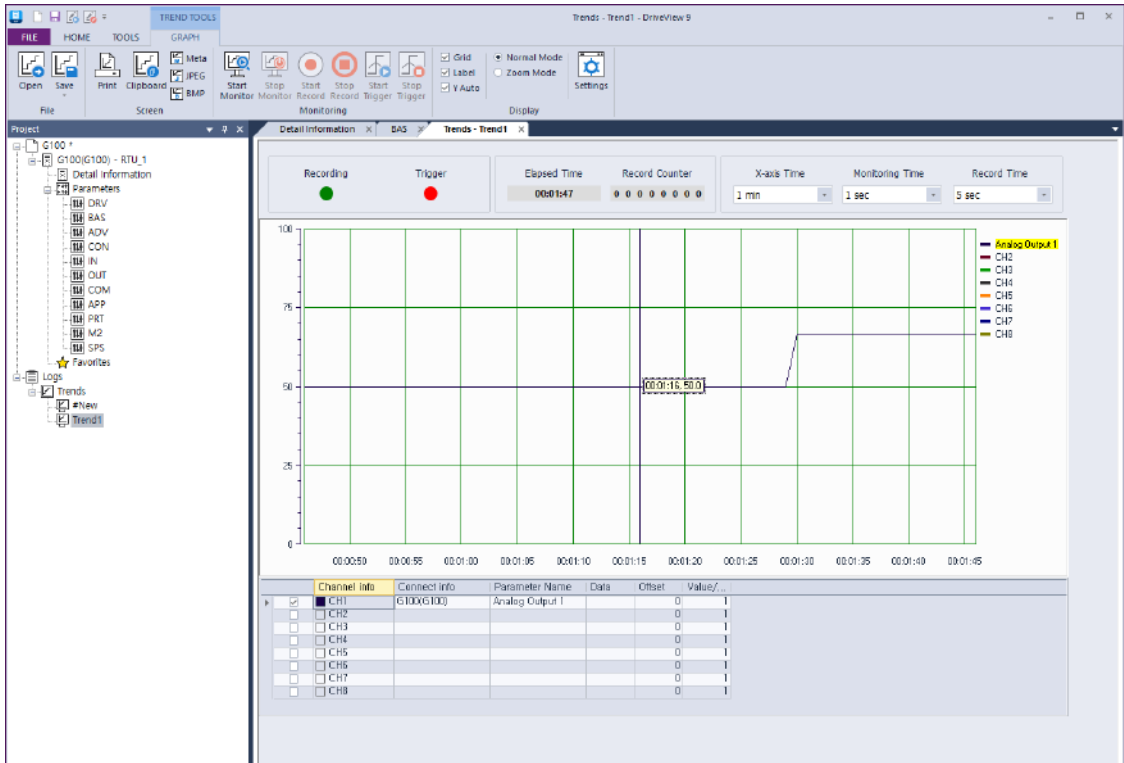 TREND TOOLS
Trends - Trend1 - DriveView 9
FILE HOME TOOLS GRAPH
Open Save Print Clipboard Meta JPEG BMP
Start Monitor Stop Monitor Start Record Stop Record Start Trigger Stop Trigger
Grid Normal Mode
Label Zoom Mode
Y Auto
Settings
File Screen Monitoring Display
Project
G100 *
G100(G100) - RTU_1
Detail Information
Parameters
DRV
BAS
ADV
CON
IN
OUT
COM
APP
PRT
M2
SPS
Favorites
Logs
Trends
#New
Trend1
Detail Information × BAS × Trends - Trend1 ×
Recording Trigger Elapsed Time Record Counter X-axis Time Monitoring Time Record Time
00:01:47 0 0 0 0 0 0 0 0 1 min 1 sec 5 sec
100
75
50
25
0
00:01:16, 50.0
Analog Output 1
CH2
CH3
CH4
CH5
CH6
CH7
CH8
00:00:50 00:00:55 00:01:00 00:01:05 00:01:10 00:01:15 00:01:20 00:01:25 00:01:30 00:01:35 00:01:40 00:01:45
Channel info Connect info Parameter Name Data Offset Value/...
CH1 G100(G100) Analog Output 1 0 1
CH2 0 1
CH3 0 1
CH4 0 1
CH5 0 1
CH6 0 1
CH7 0 1
CH8 0 1